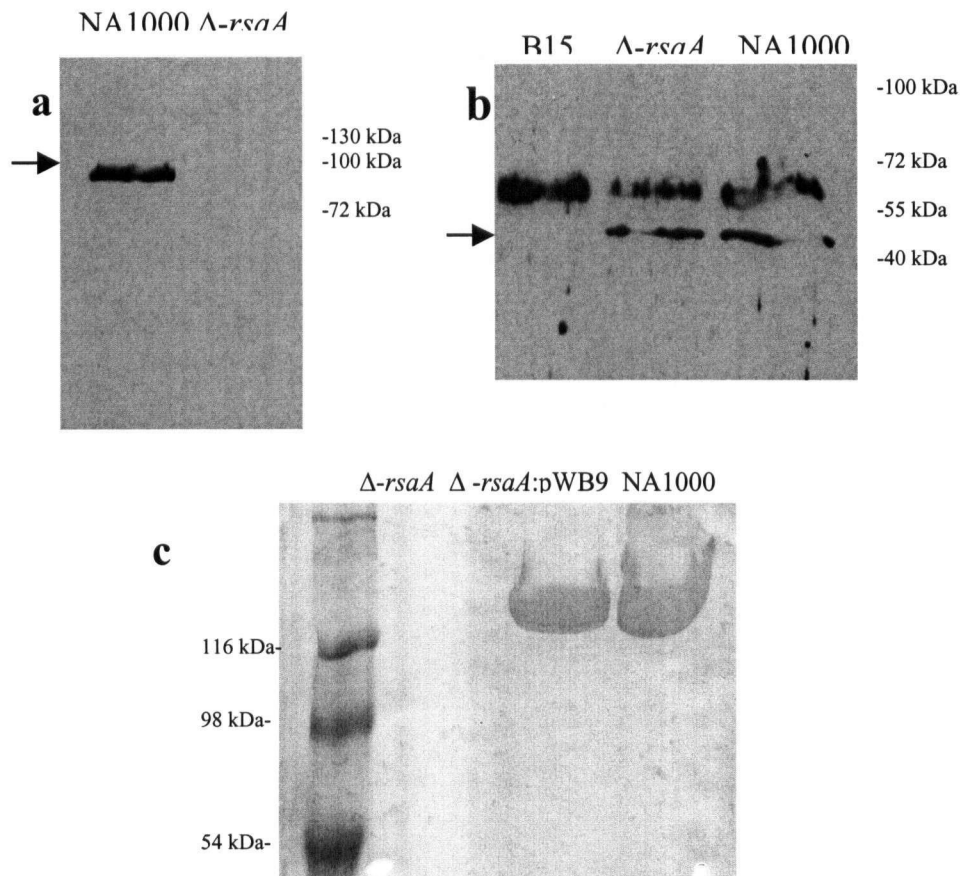 NA1000 Δ-rsaA
a
-130 kDa
-100 kDa
-72 kDa
B15 Δ-rsaA NA1000
b
-100 kDa
-72 kDa
-55 kDa
-40 kDa
Δ-rsaA Δ -rsaA:pWB9 NA1000
c
116 kDa-
98 kDa-
54 kDa-